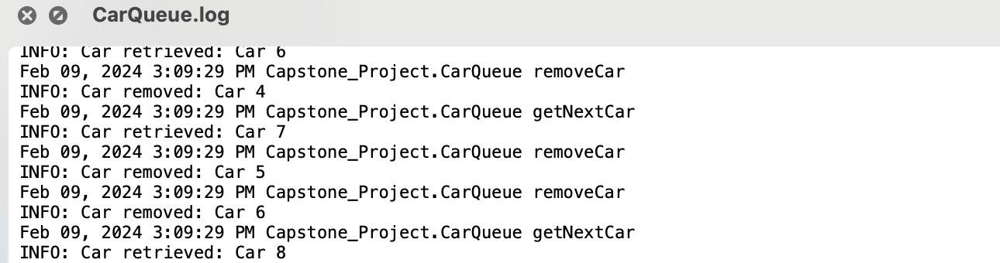 CarQueue.log
INFO: Car retrieved: Car 6
Feb 09, 2024 3:09:29 PM Capstone_Project.CarQueue removeCar
INFO: Car removed: Car 4
Feb 09, 2024 3:09:29 PM Capstone_Project.CarQueue getNextCar
INFO: Car retrieved: Car 7
Feb 09, 2024 3:09:29 PM Capstone_Project.CarQueue removeCar
INFO: Car removed: Car 5
Feb 09, 2024 3:09:29 PM Capstone_Project.CarQueue removeCar
INFO: Car removed: Car 6
Feb 09, 2024 3:09:29 PM Capstone_Project.CarQueue getNextCar
INFO: Car retrieved: Car 8